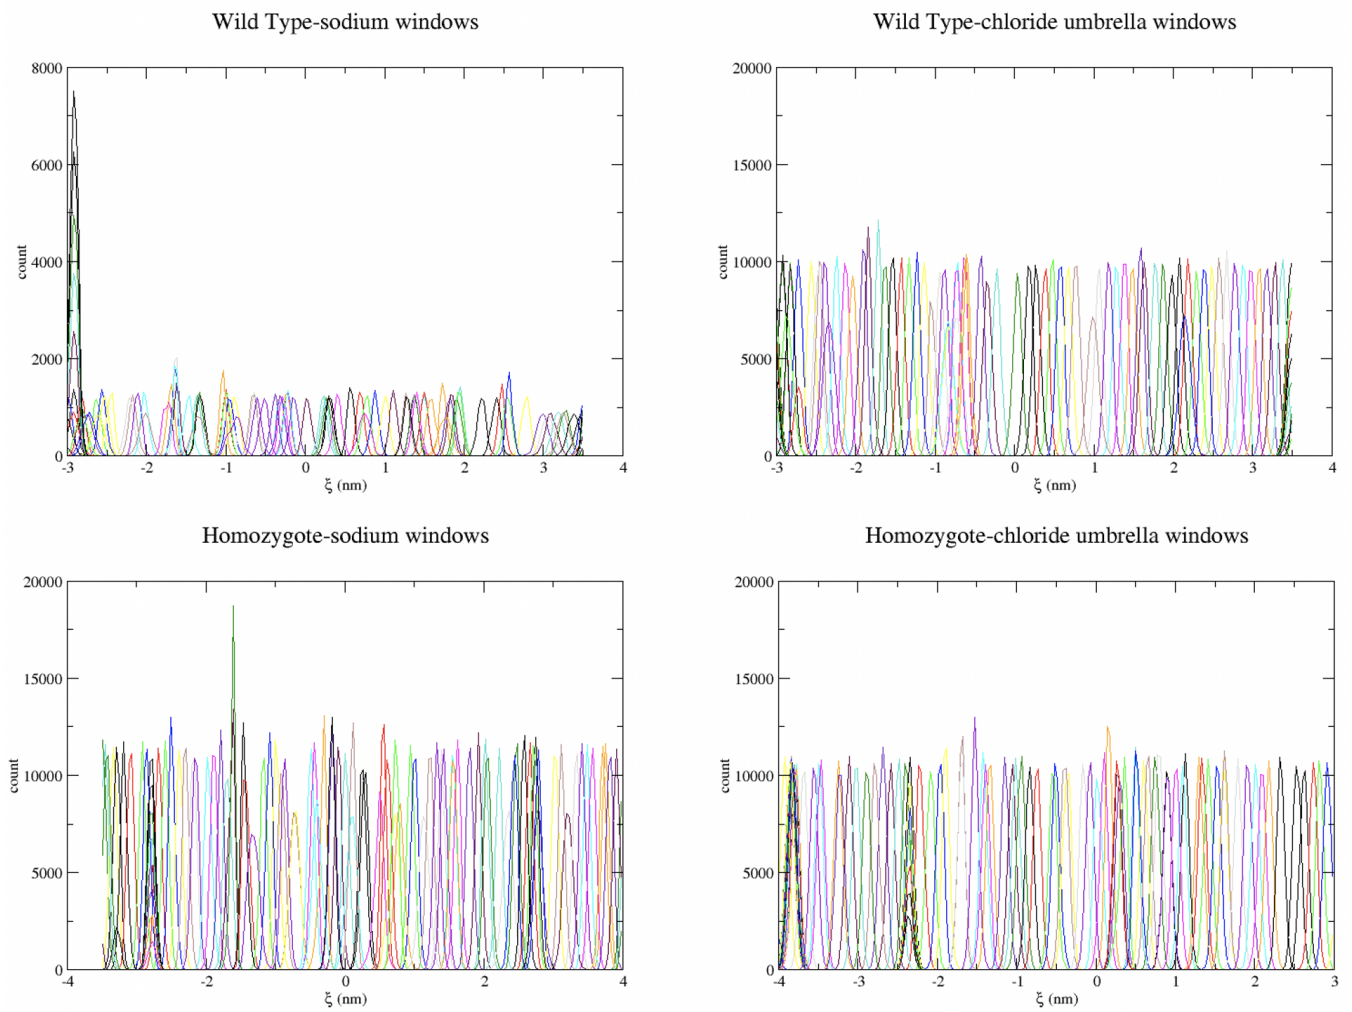 Wild Type-sodium windows
8000
6000
4000
2000
0
count
-3 -2 -1 0 1 2 3 4
ξ (nm)
Wild Type-chloride umbrella windows
20000
15000
10000
5000
0
count
-3 -2 -1 0 1 2 3 4
ξ (nm)
Homozygote-sodium windows
20000
15000
10000
5000
0
count
-4 -2 0 2 4
ξ (nm)
Homozygote-chloride umbrella windows
20000
15000
10000
5000
0
count
-4 -3 -2 -1 0 1 2 3
ξ (nm)